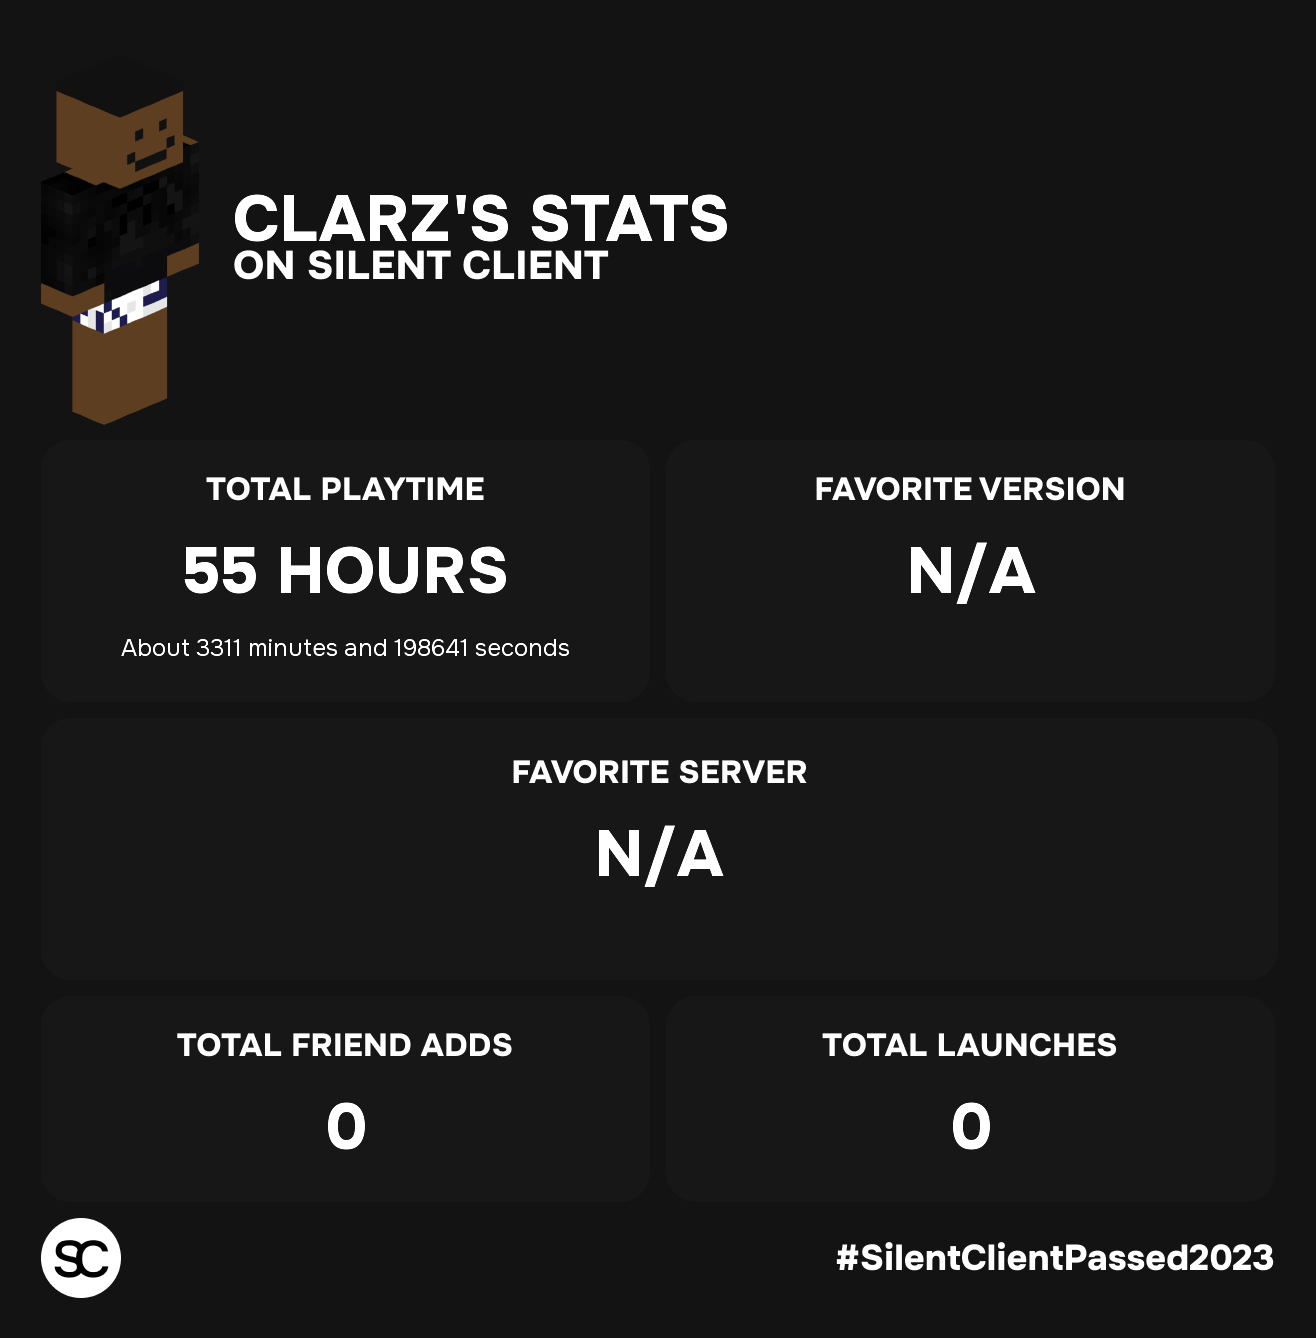 CLARZ'S STATS
ON SILENT CLIENT
TOTAL PLAYTIME
55 HOURS
About 3311 minutes and 198641 seconds
FAVORITE VERSION
N/A
FAVORITE SERVER
N/A
TOTAL FRIEND ADDS
0
TOTAL LAUNCHES
0
SC
#SilentClientPassed2023